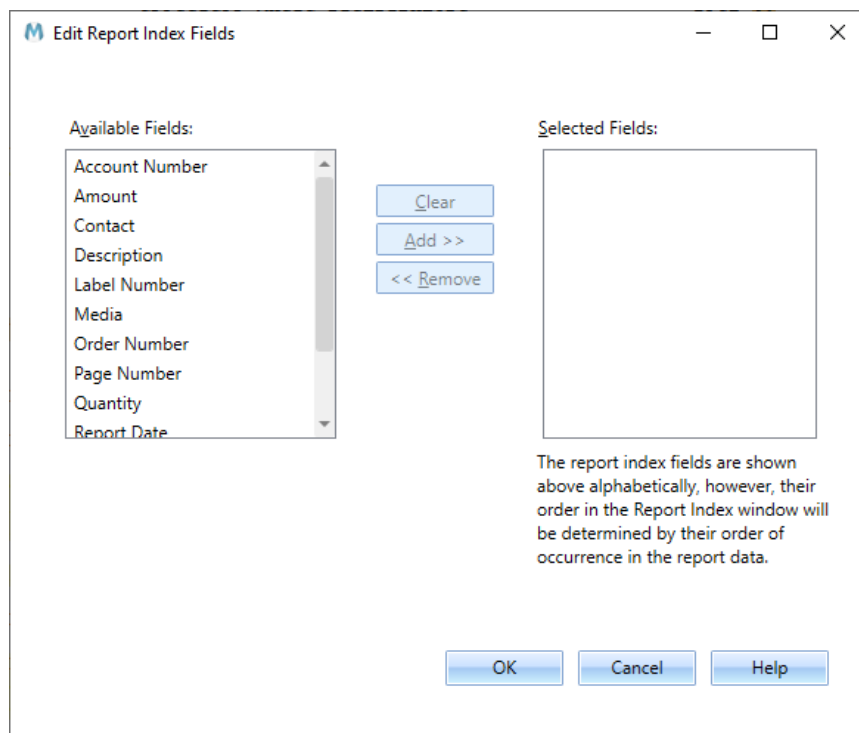 Edit Report Index Fields
Available Fields:
Selected Fields:
Account Number
Amount
Contact
Description
Label Number
Media
Order Number
Page Number
Quantity
Report Date
Clear
Add >>
<< Remove
The report index fields are shown
above alphabetically, however, their
order in the Report Index window will
be determined by their order of
occurrence in the report data.
OK
Cancel
Help